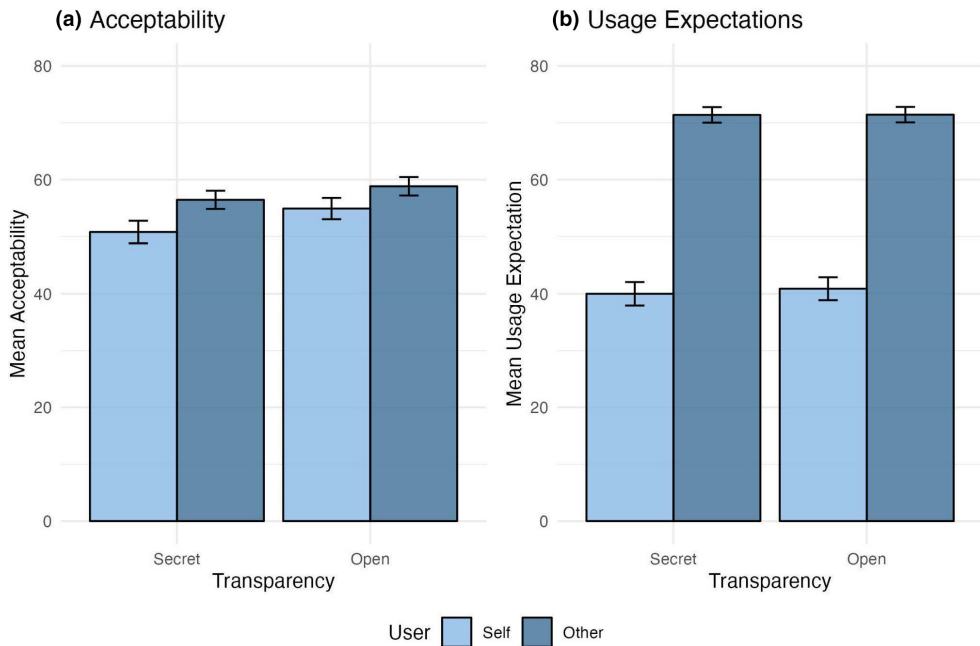 (a) Acceptability
80
60
40
20
0
Mean Acceptability
Secret
Open
Transparency
(b) Usage Expectations
80
60
40
20
0
Mean Usage Expectation
Secret
Open
Transparency
User
Self
Other